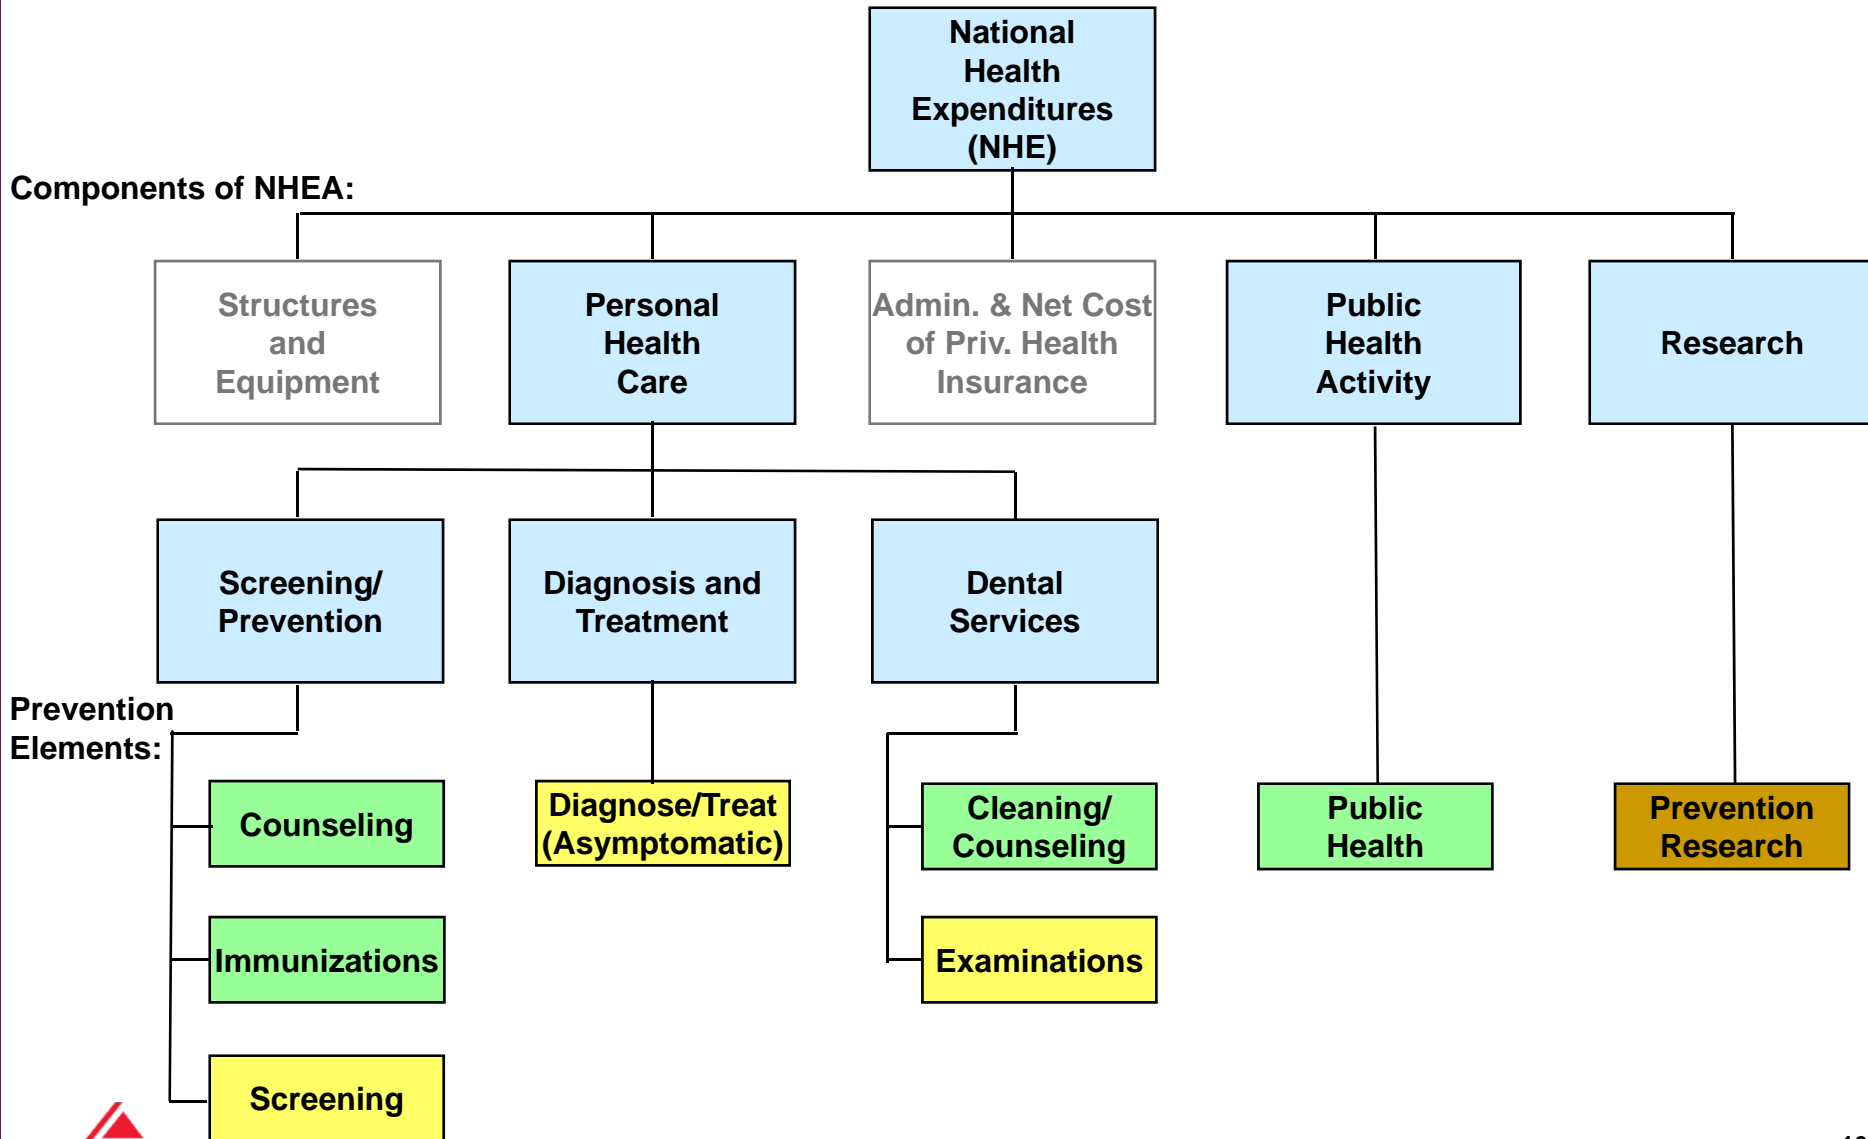 National
Health
Expenditures
(NHE)
Components of NHEA:
Structures
and
Equipment
Personal
Health
Care
Admin. & Net Cost
of Priv. Health
Insurance
Public
Health
Activity
Research
Screening/
Prevention
Diagnosis and
Treatment
Dental
Services
Prevention
Elements:
Counseling
Diagnose/Treat
(Asymptomatic)
Cleaning/
Counseling
Public
Health
Prevention
Research
Immunizations
Examinations
Screening